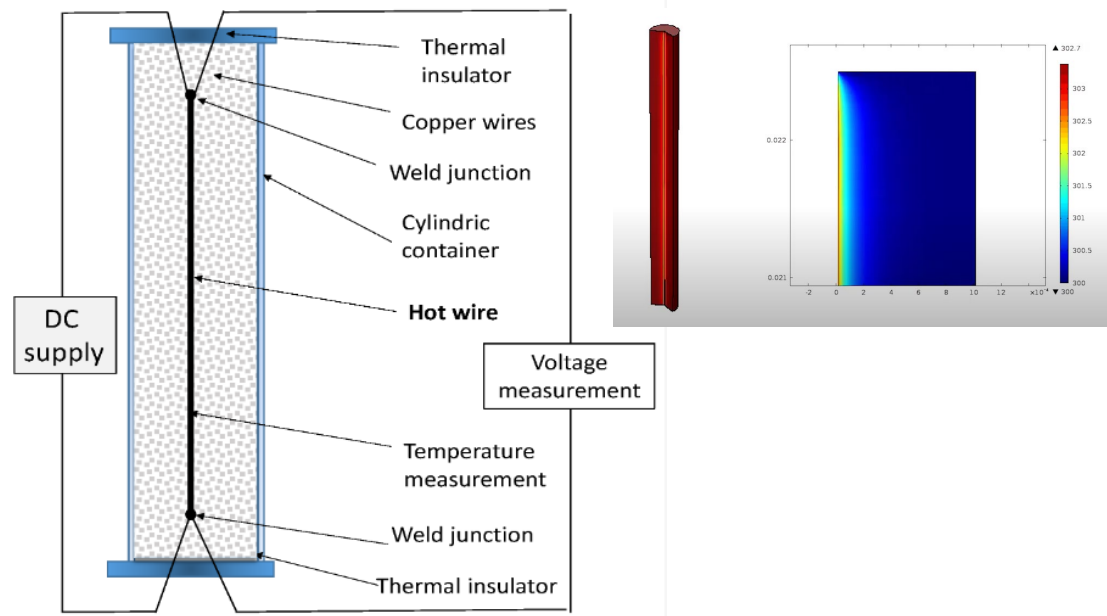 Thermal
insulator
Copper wires
Weld junction
Cylindric
container
Hot wire
DC
supply
Voltage
measurement
Temperature
measurement
Weld junction
Thermal insulator
▲ 302.7
0.022
0.021
303
302.5
302
301.5
301
300.5
300
▼ 300
-2 0 2 4 6 8 10 12 ×10⁻⁴